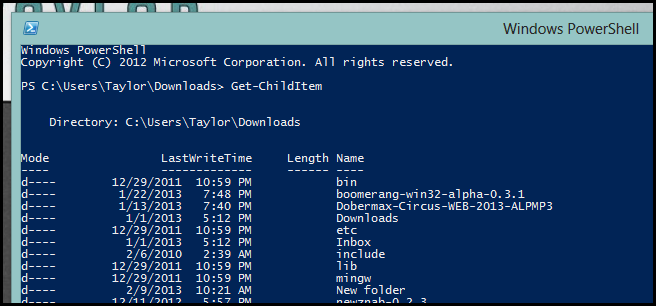 Windows PowerShell
Windows PowerShell
Copyright (C) 2012 Microsoft Corporation. All rights reserved.
PS C:\Users\Taylor\Downloads> Get-ChildItem
Directory: C:\Users\Taylor\Downloads
Mode LastWriteTime Length Name
---- ------------- ------ ----
d---- 12/29/2011 10:59 PM bin
d---- 1/22/2013 7:48 PM boomerang-win32-alpha-0.3.1
d---- 1/13/2013 7:40 PM Dobermax-Circus-WEB-2013-ALPMP3
d---- 1/1/2013 5:12 PM Downloads
d---- 12/29/2011 10:59 PM etc
d---- 1/1/2013 5:12 PM Inbox
d---- 2/6/2010 2:39 AM include
d---- 12/29/2011 10:59 PM lib
d---- 12/29/2011 10:59 PM mingw
d---- 2/9/2013 10:21 AM New folder
d---- 12/11/2012 5:57 PM newznab-0.2.3